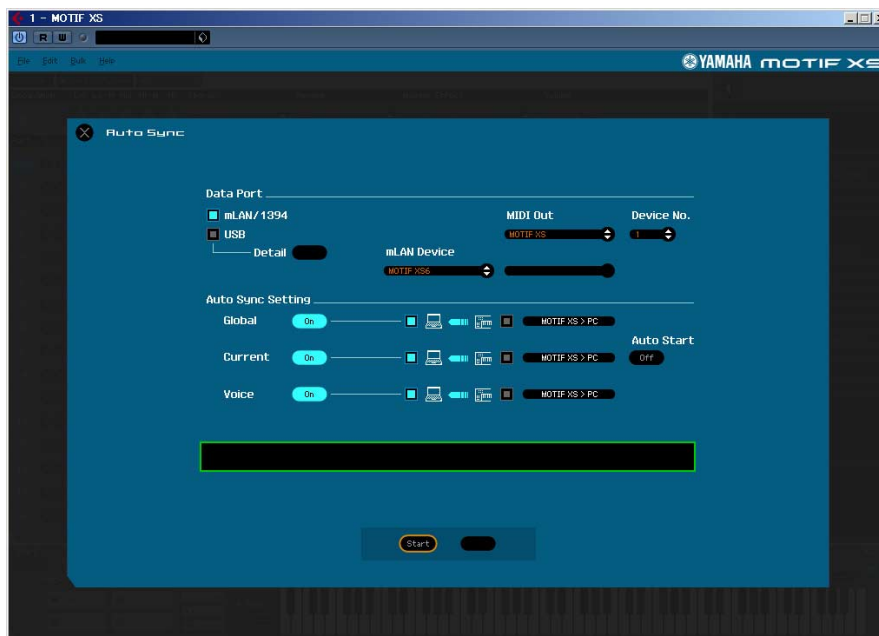 1 - MOTIF XS
R W
File Edit Bulk Help
YAMAHA MOTIF XS
Auto Sync
Data Port
mLAN/1394 MIDI Out Device No.
USB MOTIF XS 1
Detail mLAN Device
MOTIF XS6
Auto Sync Setting
Global On MOTIF XS > PC
Auto Start
Current On MOTIF XS > PC Off
Voice On MOTIF XS > PC
Start